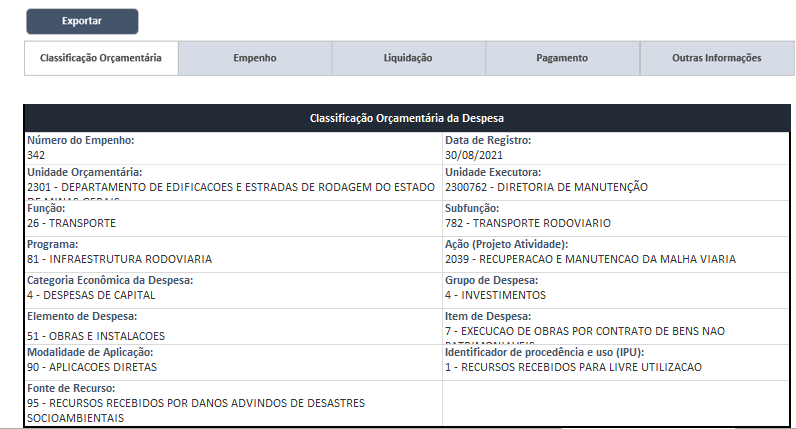 Exportar
Classificação Orçamentária
Empenho
Liquidação
Pagamento
Outras Informações
Classificação Orçamentária da Despesa
Número do Empenho:
342
Data de Registro:
30/08/2021
Unidade Orçamentária:
2301 - DEPARTAMENTO DE EDIFICACOES E ESTRADAS DE RODAGEM DO ESTADO
DE MINAS GERAIS
Unidade Executora:
2300762 - DIRETORIA DE MANUTENÇÃO
Função:
26 - TRANSPORTE
Subfunção:
782 - TRANSPORTE RODOVIARIO
Programa:
81 - INFRAESTRUTURA RODOVIARIA
Ação (Projeto Atividade):
2039 - RECUPERACAO E MANUTENCAO DA MALHA VIARIA
Categoria Econômica da Despesa:
4 - DESPESAS DE CAPITAL
Grupo de Despesa:
4 - INVESTIMENTOS
Elemento de Despesa:
51 - OBRAS E INSTALACOES
Item de Despesa:
7 - EXECUCAO DE OBRAS POR CONTRATO DE BENS NAO
PATRIMONIAVEIS
Modalidade de Aplicação:
90 - APLICACOES DIRETAS
Identificador de procedência e uso (IPU):
1 - RECURSOS RECEBIDOS PARA LIVRE UTILIZACAO
Fonte de Recurso:
95 - RECURSOS RECEBIDOS POR DANOS ADVINDOS DE DESASTRES
SOCIOAMBIENTAIS